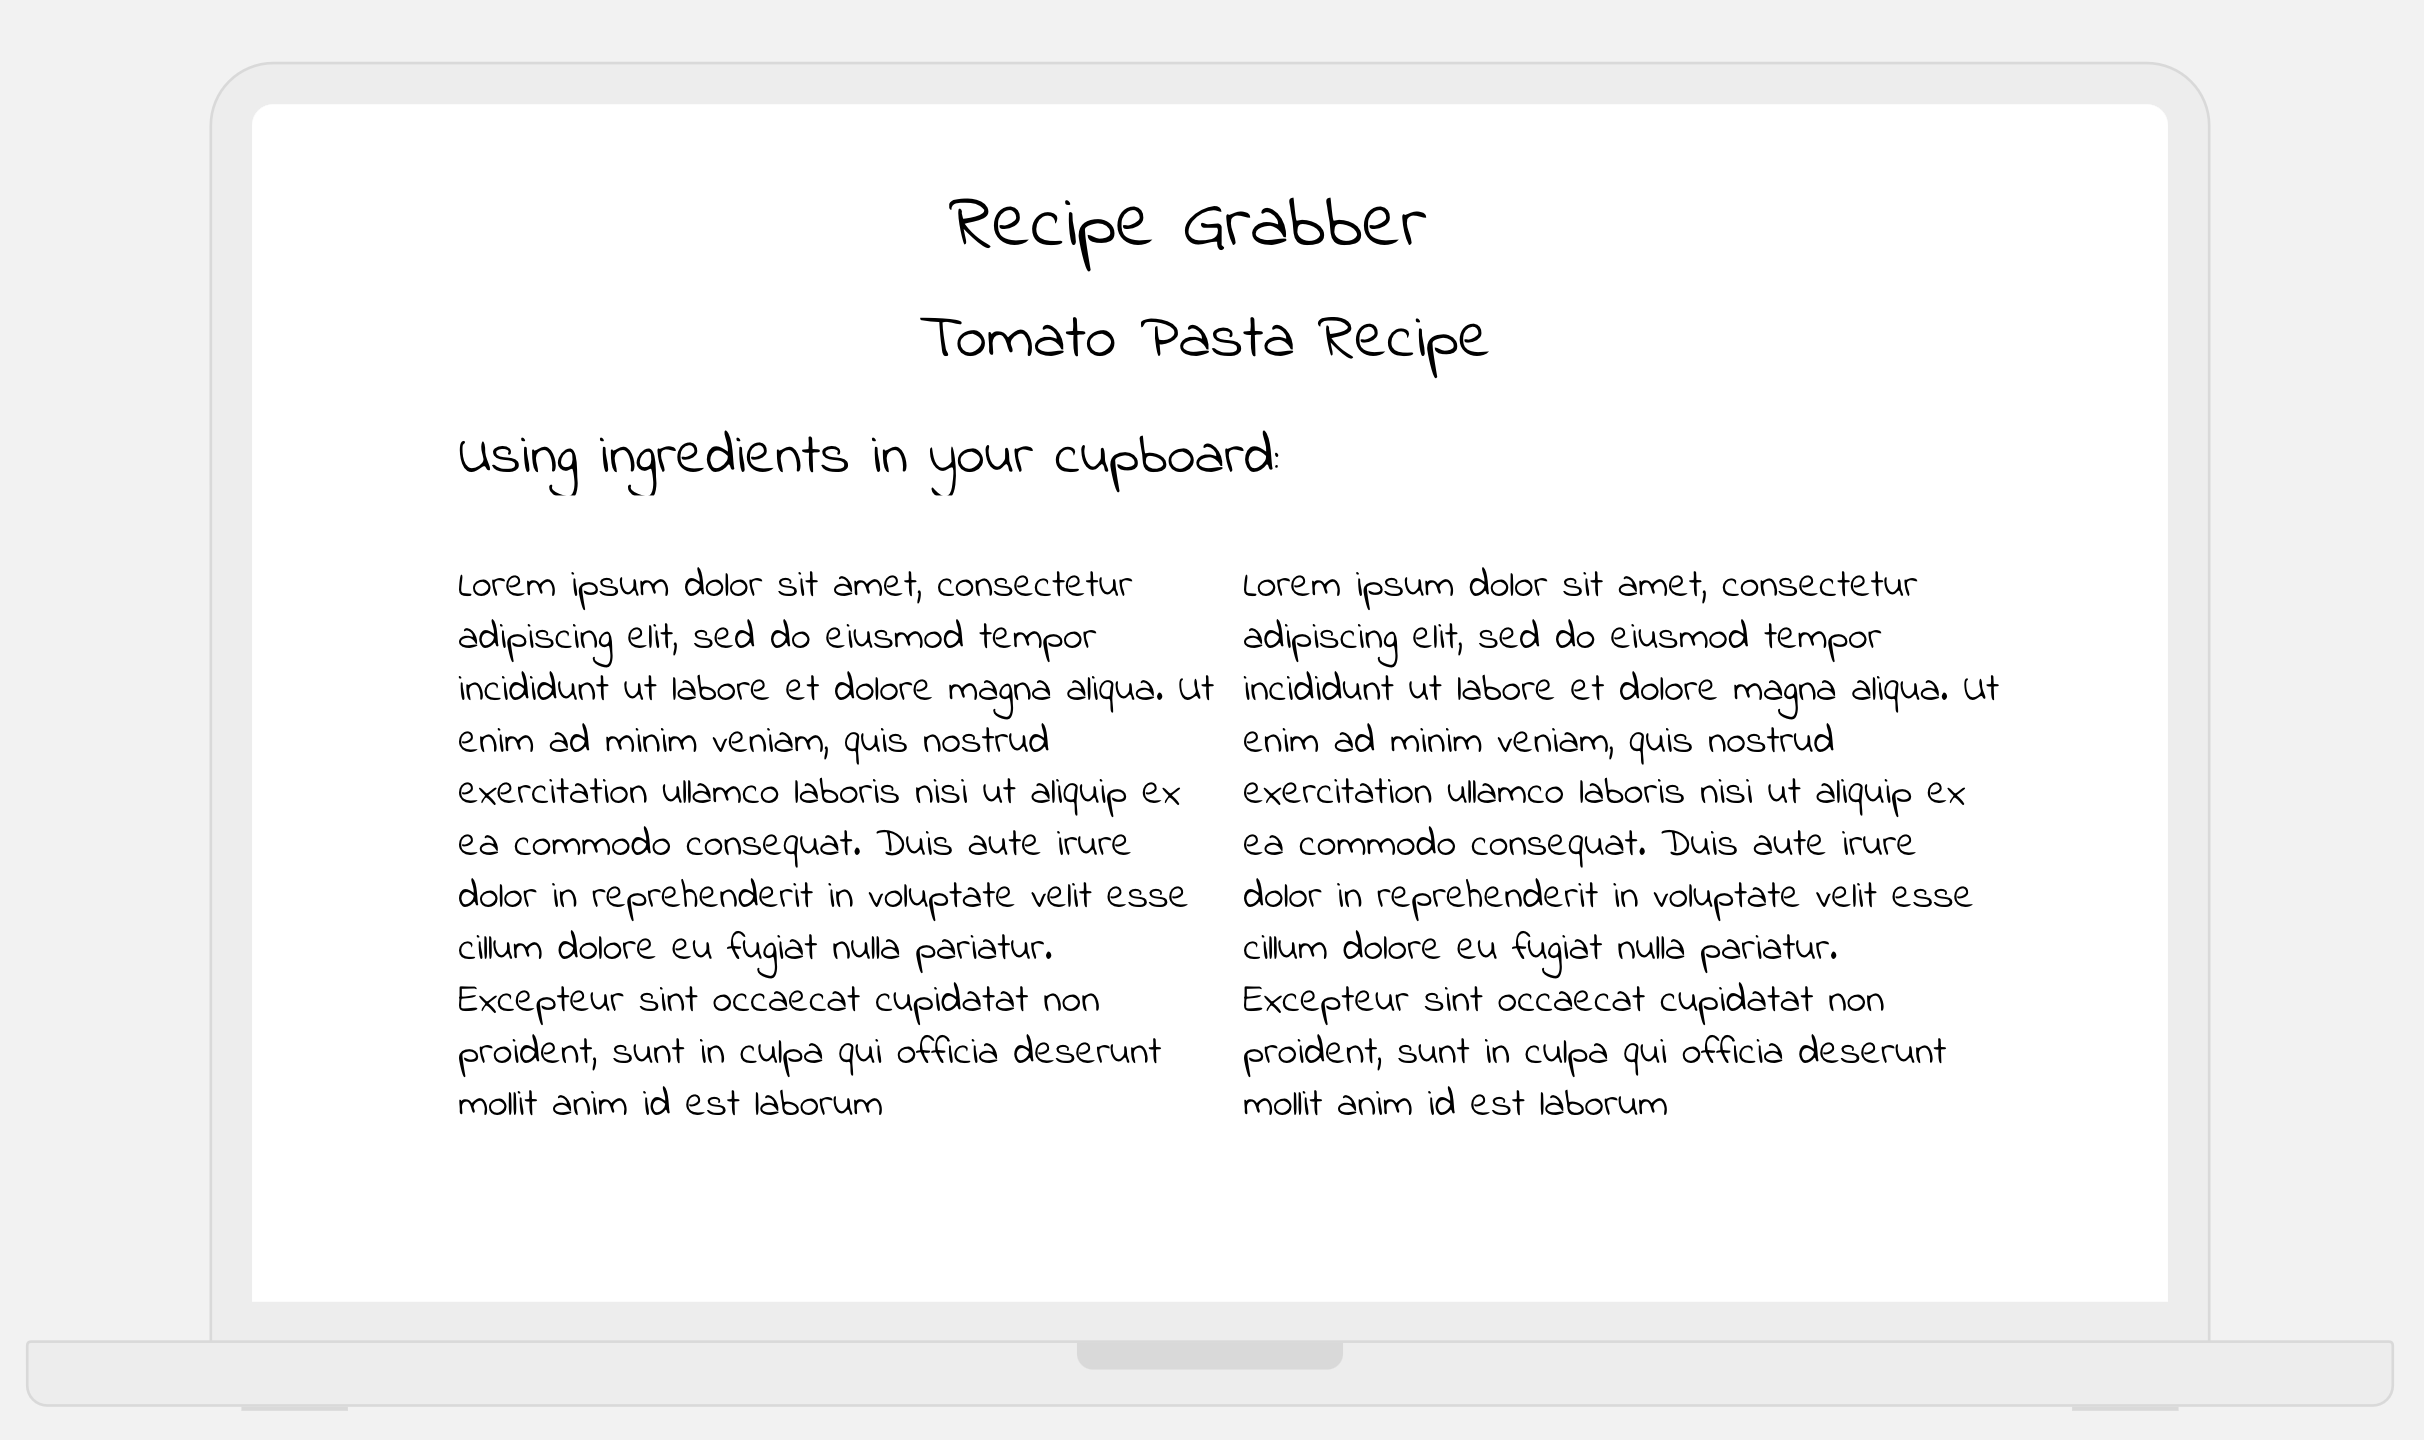 Recipe Grabber
Tomato Pasta Recipe
Using ingredients in your cupboard:
Lorem ipsum dolor sit amet, consectetur
adipiscing elit, sed do eiusmod tempor
incididunt ut labore et dolore magna aliqua. Ut
enim ad minim veniam, quis nostrud
exercitation ullamco laboris nisi ut aliquip ex
ea commodo consequat. Duis aute irure
dolor in reprehenderit in voluptate velit esse
cillum dolore eu fugiat nulla pariatur.
Excepteur sint occaecat cupidatat non
proident, sunt in culpa qui officia deserunt
mollit anim id est laborum
Lorem ipsum dolor sit amet, consectetur
adipiscing elit, sed do eiusmod tempor
incididunt ut labore et dolore magna aliqua. Ut
enim ad minim veniam, quis nostrud
exercitation ullamco laboris nisi ut aliquip ex
ea commodo consequat. Duis aute irure
dolor in reprehenderit in voluptate velit esse
cillum dolore eu fugiat nulla pariatur.
Excepteur sint occaecat cupidatat non
proident, sunt in culpa qui officia deserunt
mollit anim id est laborum